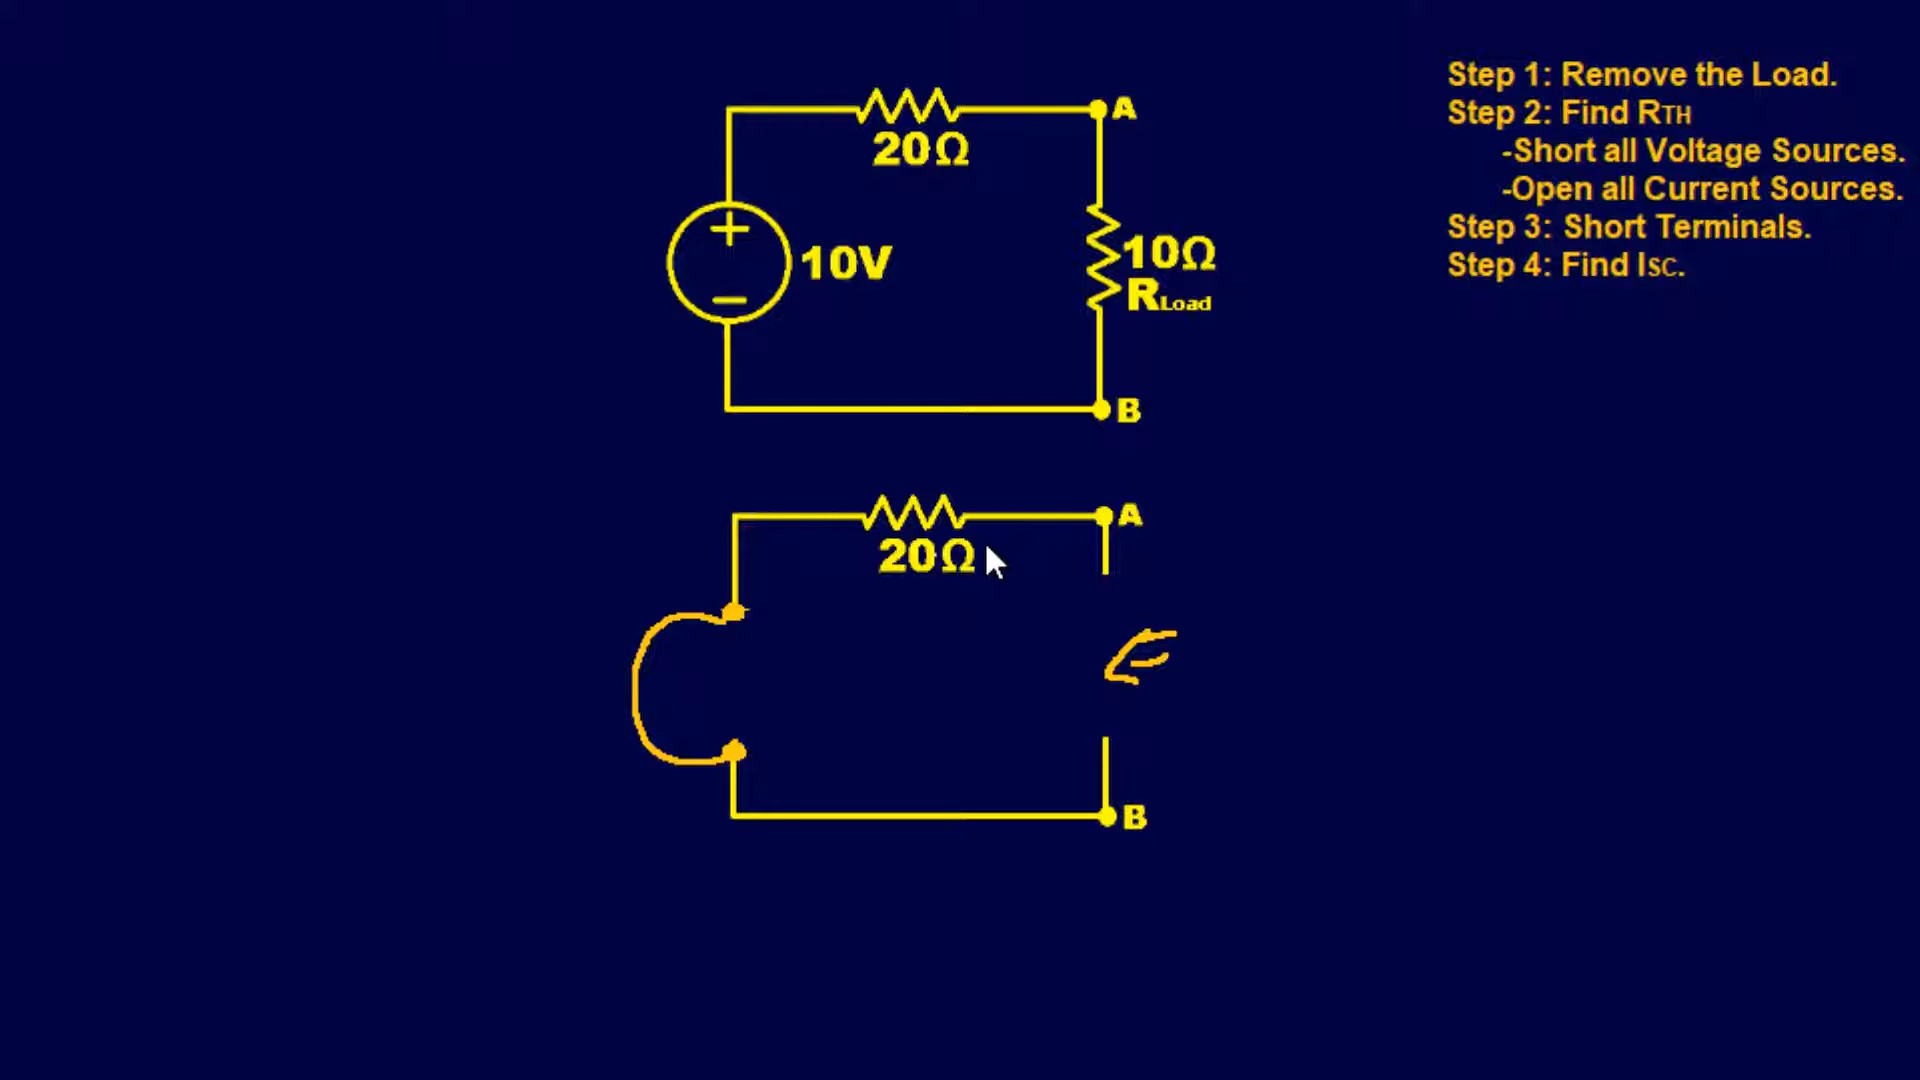 Step 1: Remove the Load.
Step 2: Find RTH
-Short all Voltage Sources.
-Open all Current Sources.
Step 3: Short Terminals.
Step 4: Find ISC.
A
20Ω
10V
10Ω
RLoad
B
A
20Ω
B